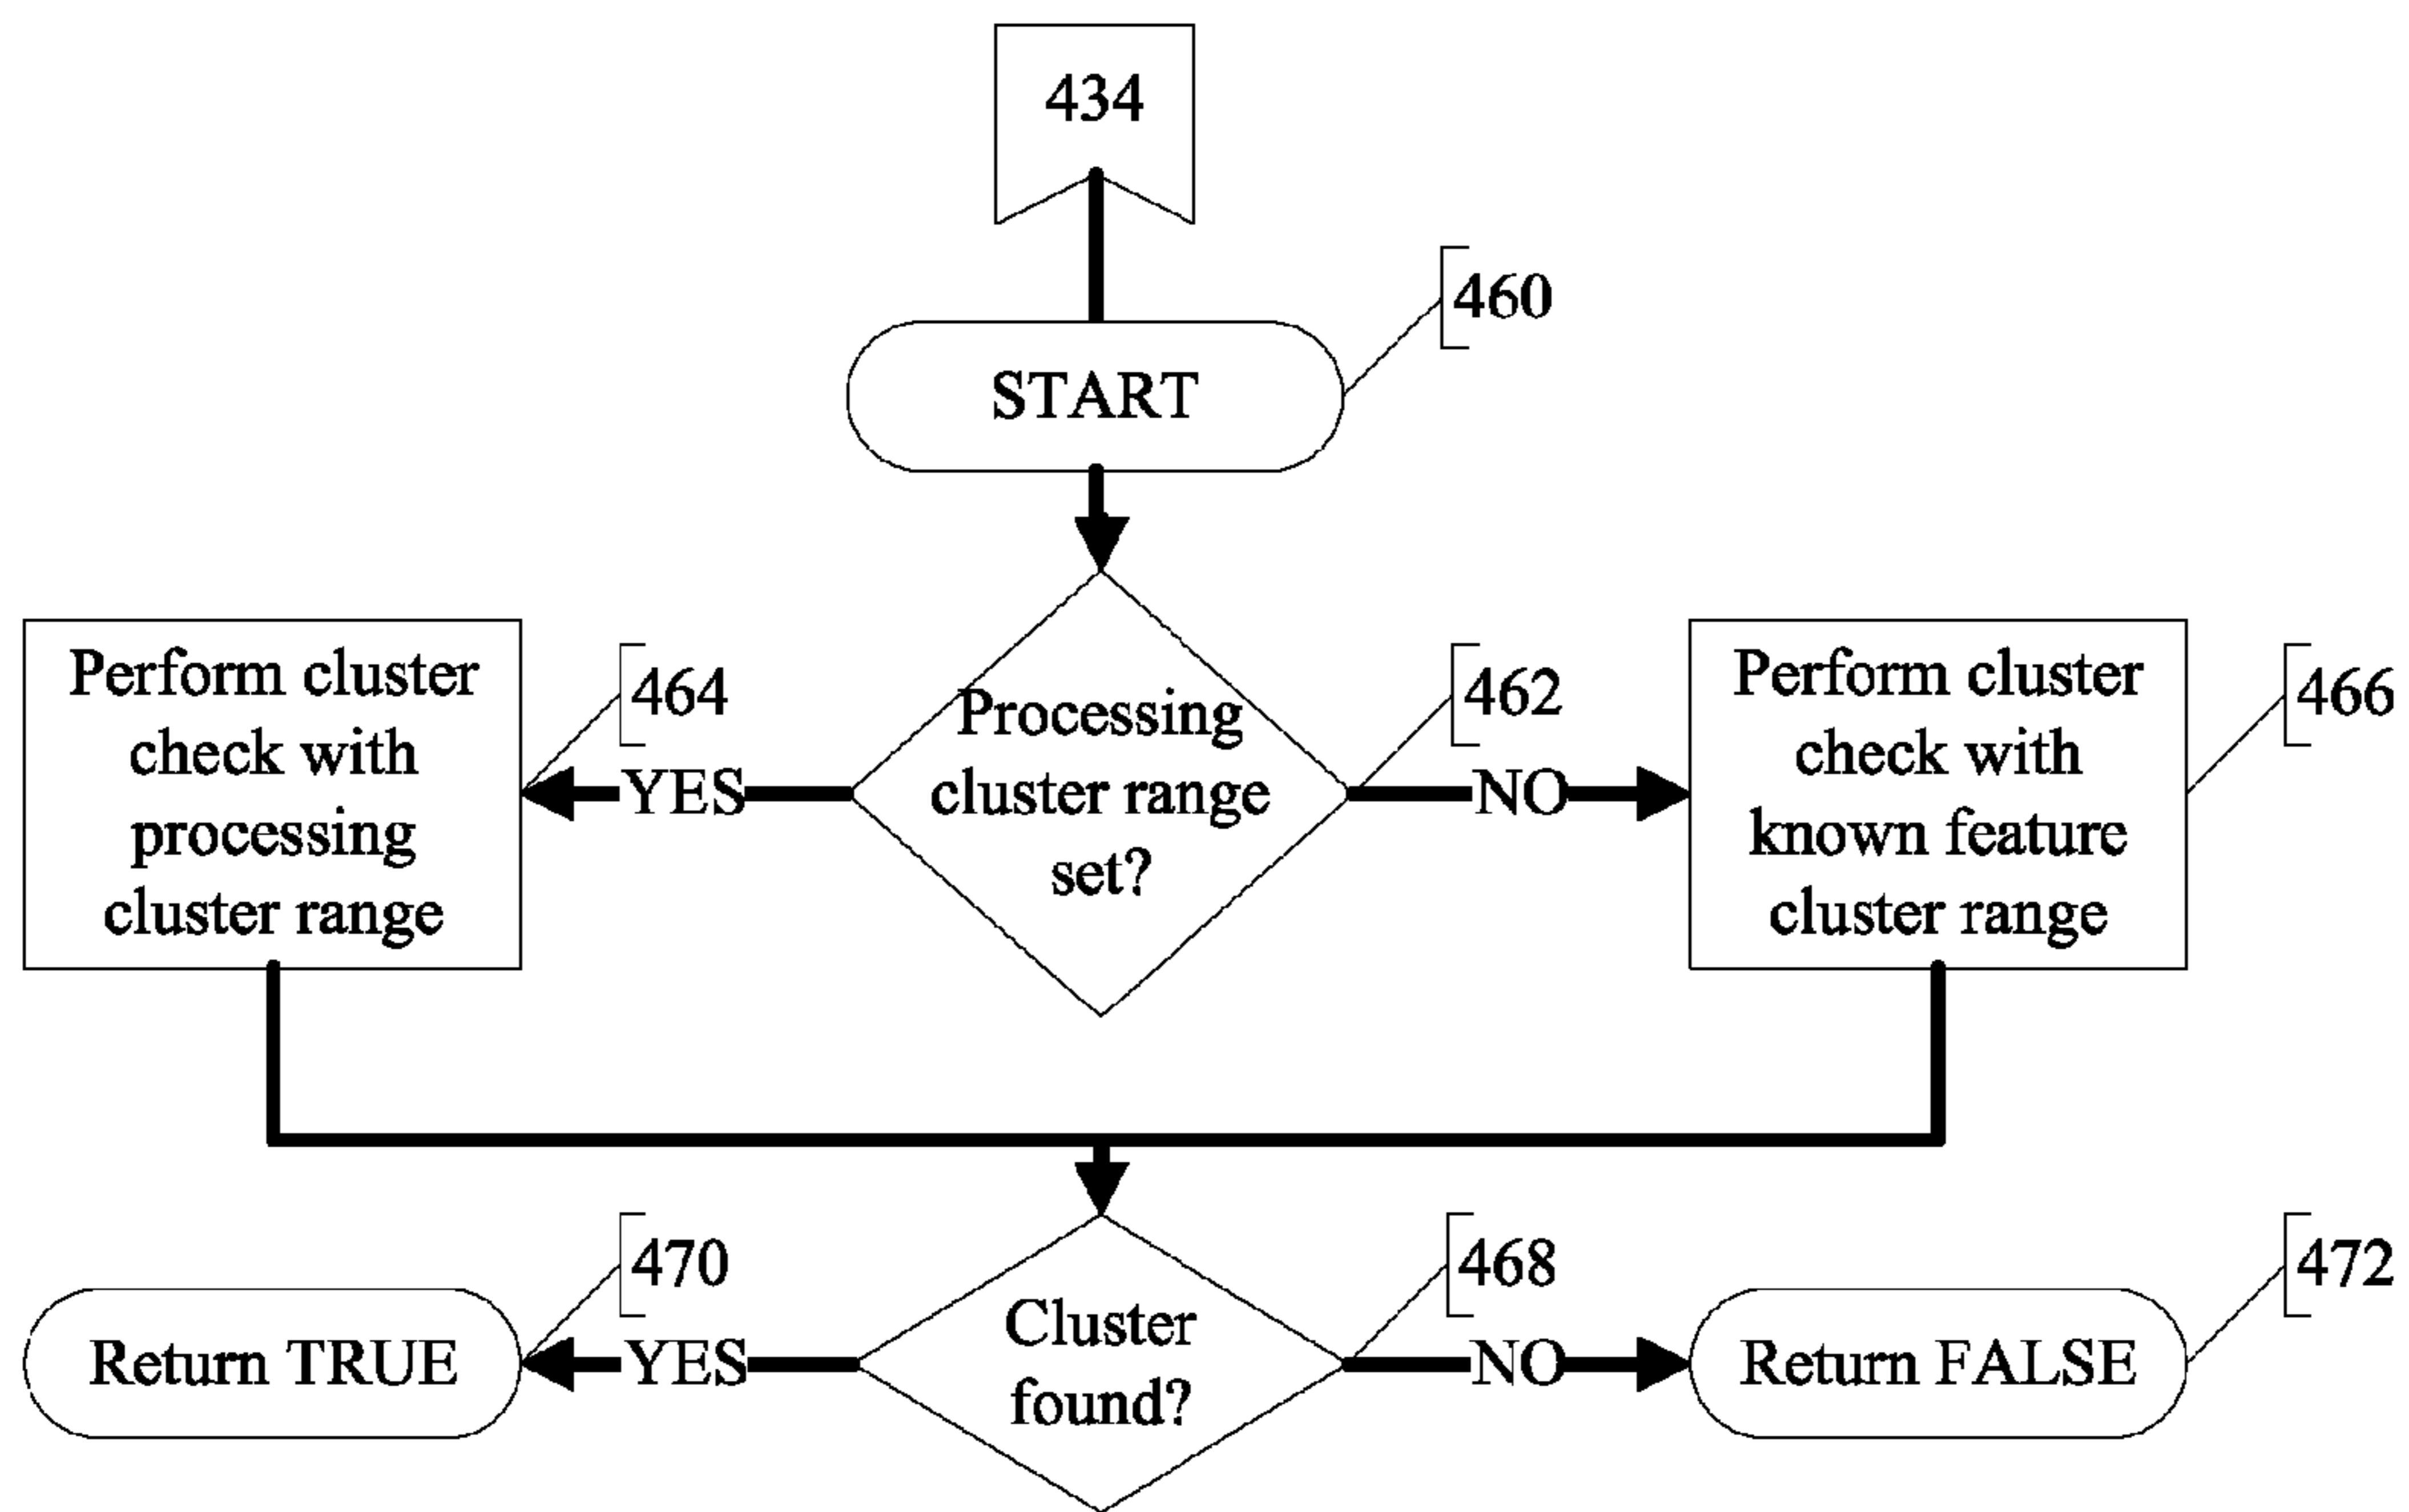 434
460
START
Perform cluster
check with
processing
cluster range
464
YES
Processing
cluster range
set?
462
NO
Perform cluster
check with
known feature
cluster range
466
Return TRUE
470
YES
Cluster
found?
468
NO
Return FALSE
472